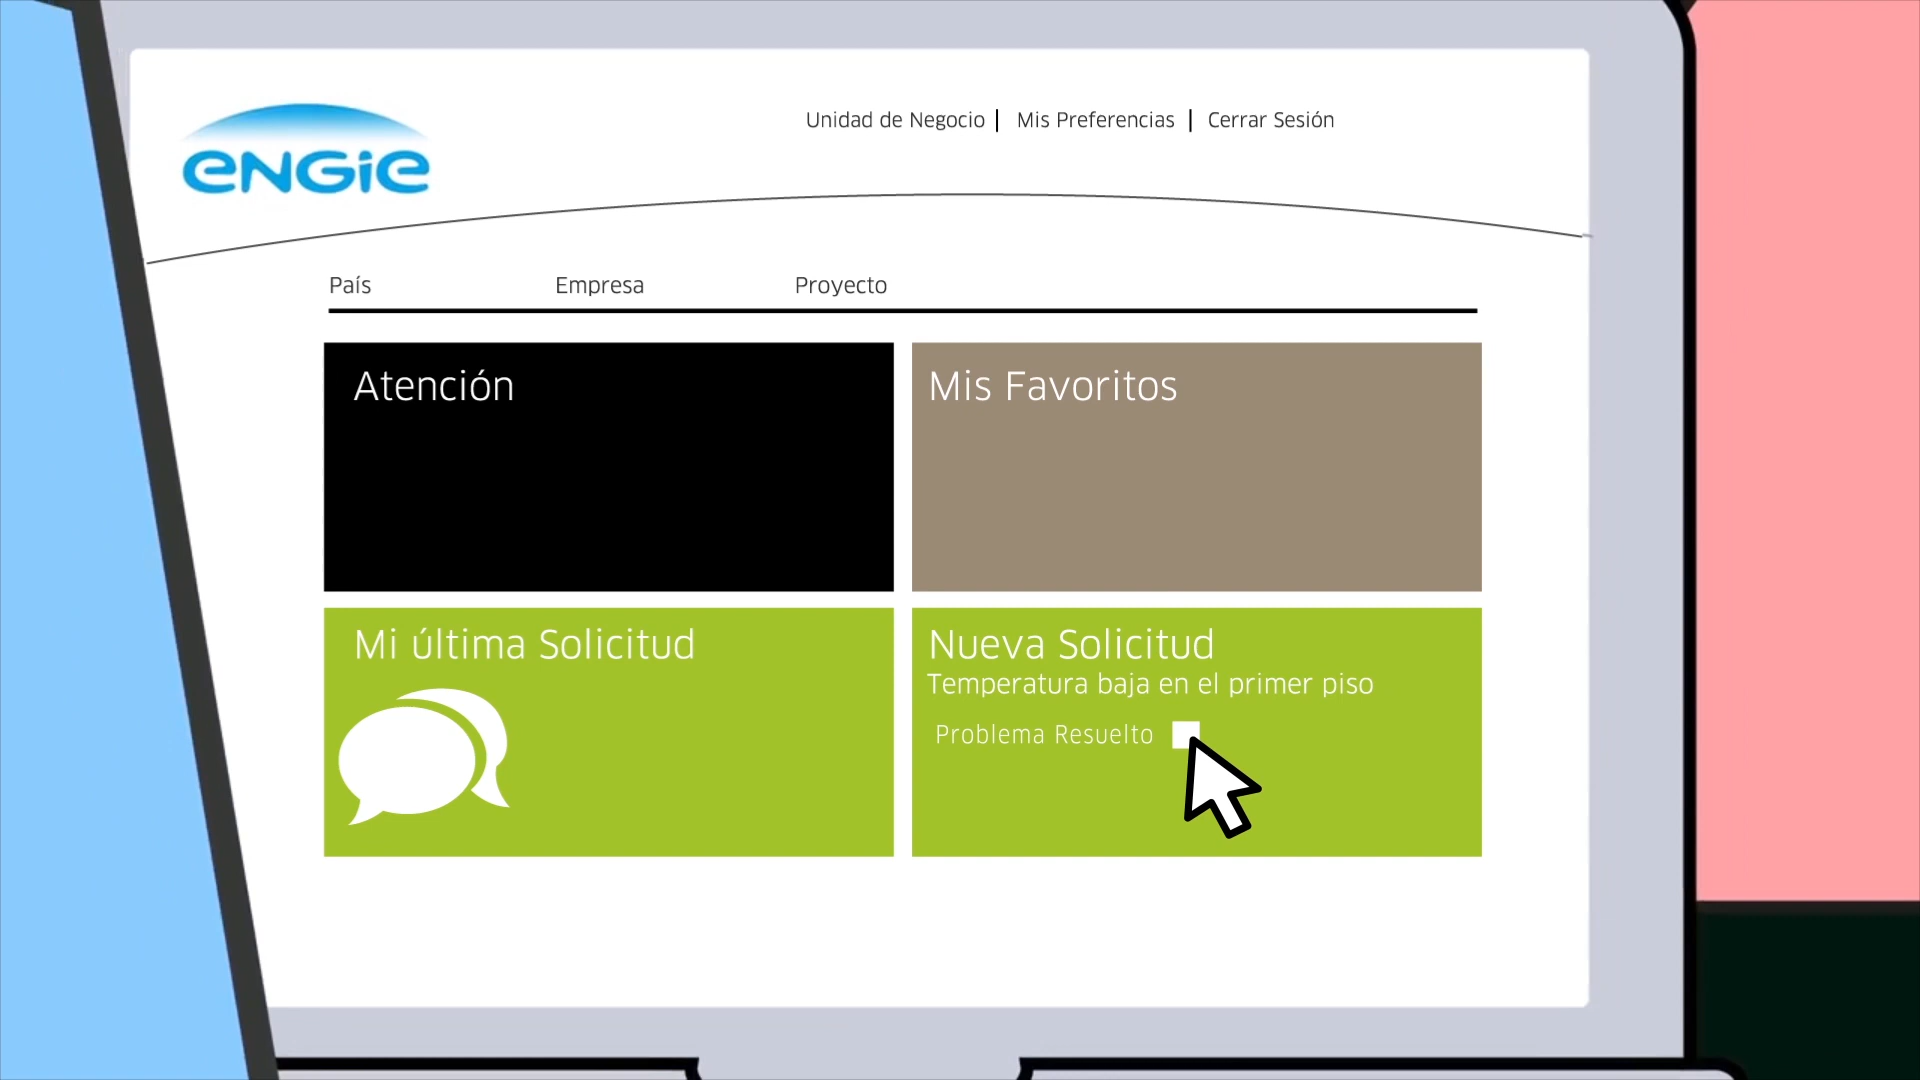 ENGIE
Unidad de Negocio | Mis Preferencias | Cerrar Sesión
País Empresa Proyecto
Atención
Mis Favoritos
Mi última Solicitud
Nueva Solicitud
Temperatura baja en el primer piso
Problema Resuelto